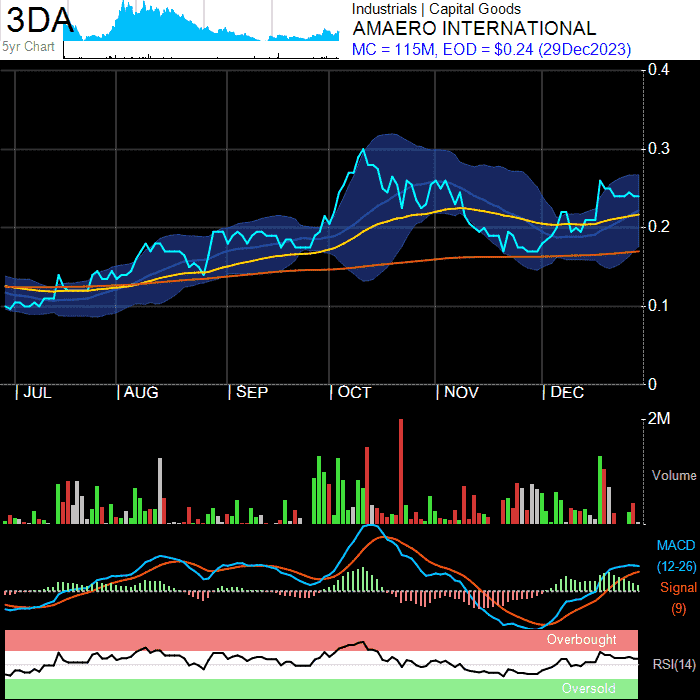 3DA
5yr Chart
Industrials | Capital Goods
AMAERO INTERNATIONAL
MC = 115M, EOD = $0.24 (29Dec2023)
0.4
0.3
0.2
0.1
0
| JUL | AUG | SEP | OCT | NOV | DEC
2M
Volume
MACD
(12-26)
Signal
(9)
Overbought
RSI(14)
Oversold